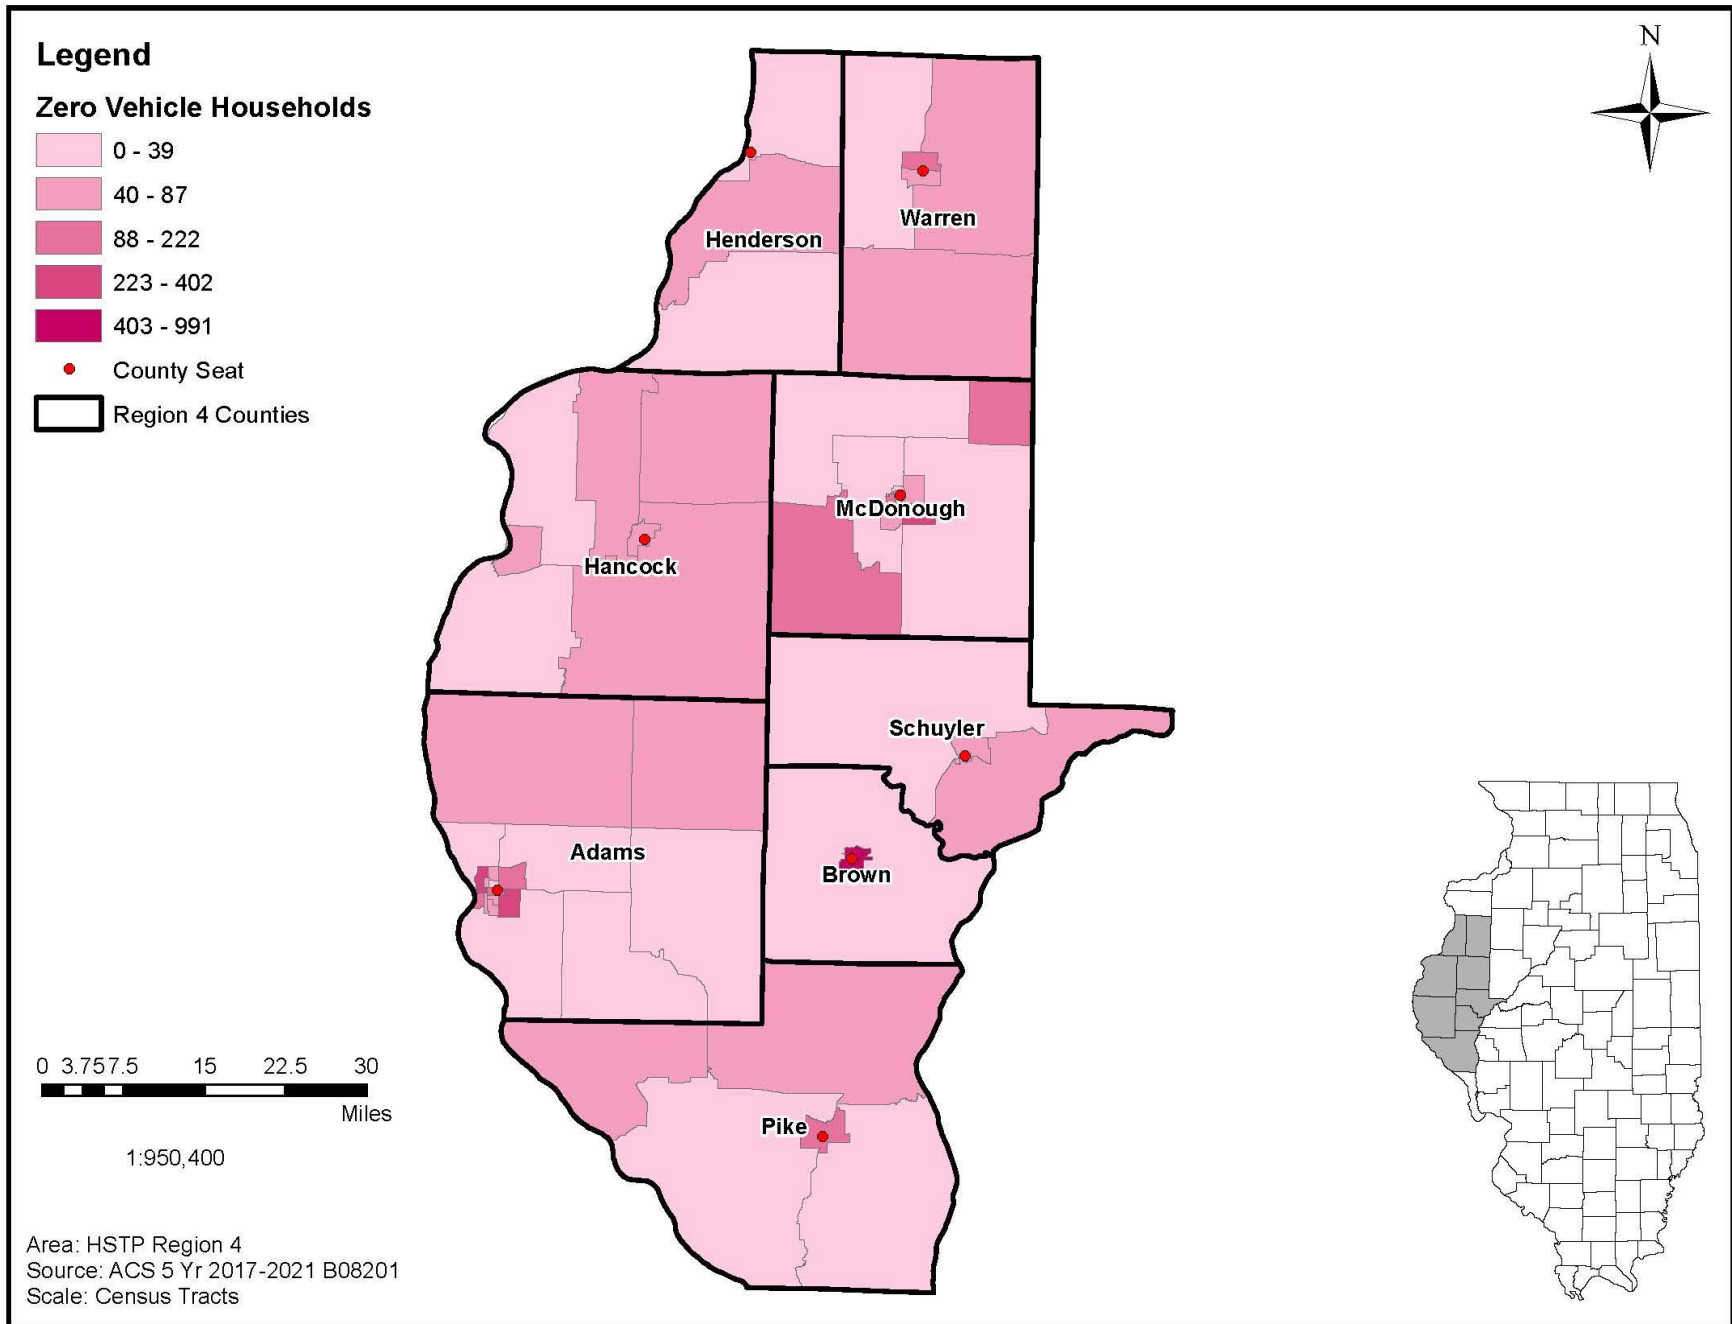 Legend
Zero Vehicle Households
0 - 39
40 - 87
88 - 222
223 - 402
403 - 991
County Seat
Region 4 Counties
N
Henderson
Warren
McDonough
Hancock
Schuyler
Adams
Brown
Pike
0 3.75 7.5 15 22.5 30
Miles
1:950,400
Area: HSTP Region 4
Source: ACS 5 Yr 2017-2021 B08201
Scale: Census Tracts